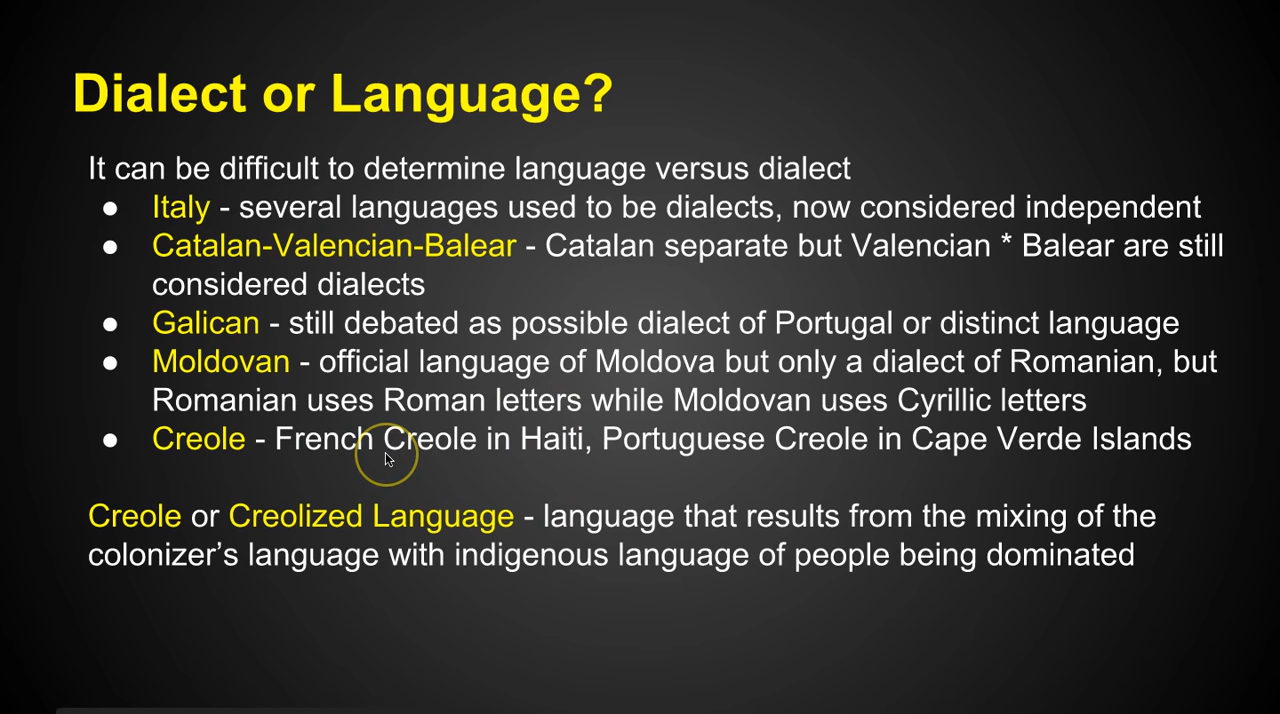 Dialect or Language?
It can be difficult to determine language versus dialect
● Italy - several languages used to be dialects, now considered independent
● Catalan-Valencian-Balear - Catalan separate but Valencian * Balear are still
considered dialects
● Galican - still debated as possible dialect of Portugal or distinct language
● Moldovan - official language of Moldova but only a dialect of Romanian, but
Romanian uses Roman letters while Moldovan uses Cyrillic letters
● Creole - French Creole in Haiti, Portuguese Creole in Cape Verde Islands
Creole or Creolized Language - language that results from the mixing of the
colonizer’s language with indigenous language of people being dominated